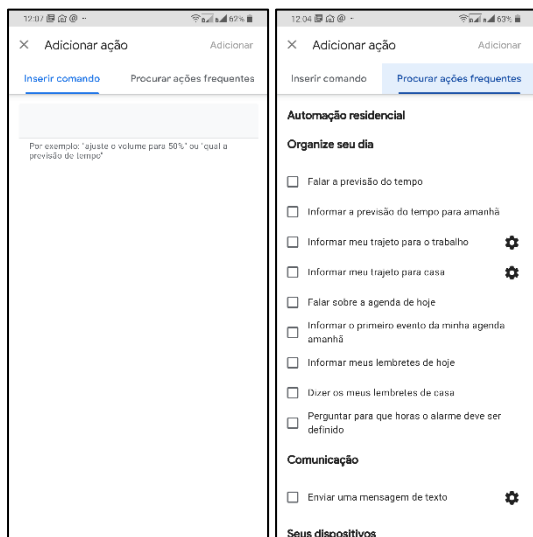 12:07
62%
Adicionar ação
Adicionar
Inserir comando
Procurar ações frequentes
Por exemplo: "ajuste o volume para 50%" ou "qual a
previsão de tempo"
12:04
63%
Adicionar ação
Adicionar
Inserir comando
Procurar ações frequentes
Automação residencial
Organize seu dia
Falar a previsão do tempo
Informar a previsão do tempo para amanhã
Informar meu trajeto para o trabalho
Informar meu trajeto para casa
Falar sobre a agenda de hoje
Informar o primeiro evento da minha agenda
amanhã
Informar meus lembretes de hoje
Dizer os meus lembretes de casa
Perguntar para que horas o alarme deve ser
definido
Comunicação
Enviar uma mensagem de texto
Seus dispositivos